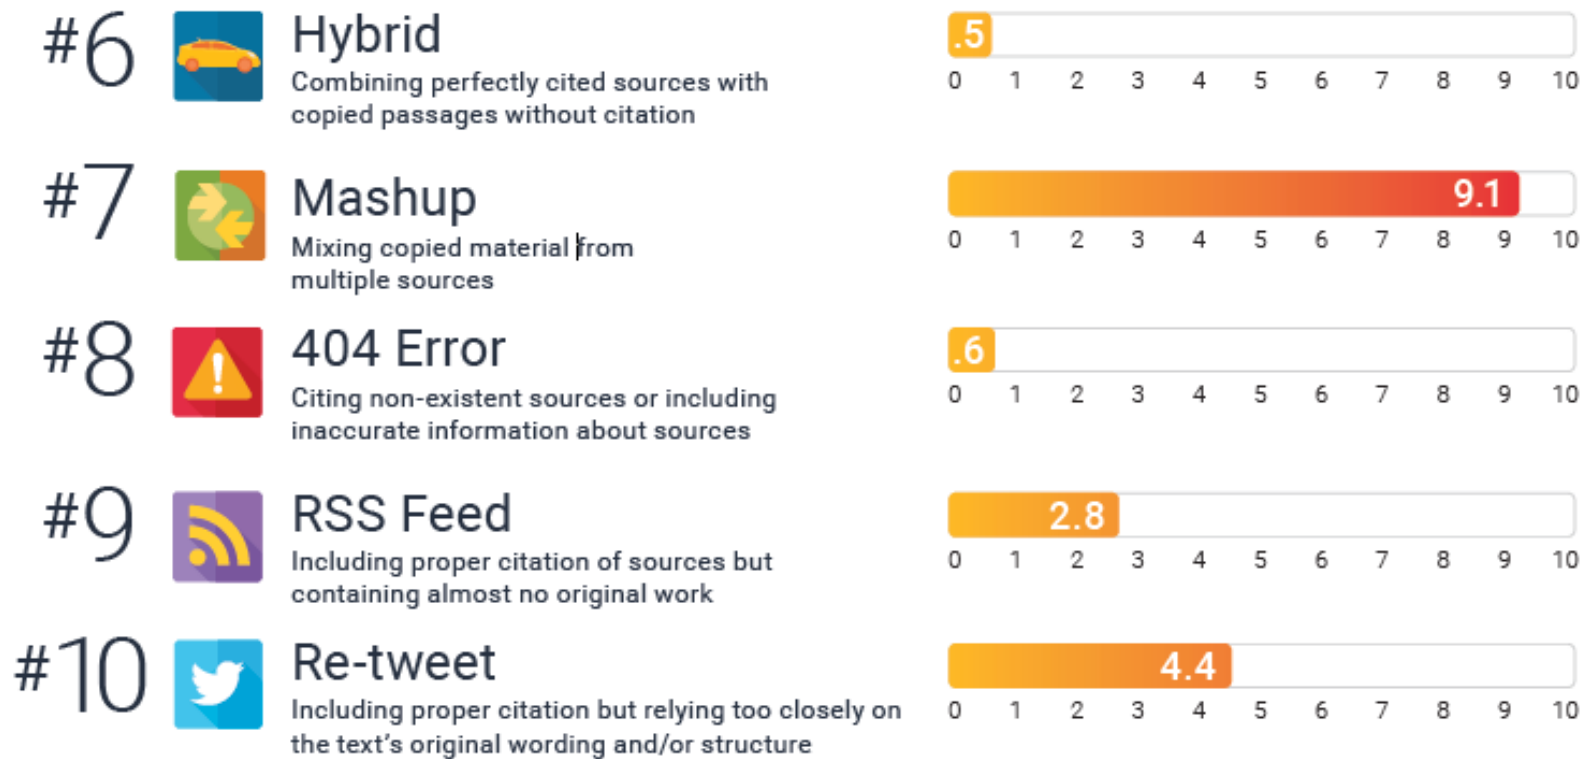 #6
Hybrid
Combining perfectly cited sources with
copied passages without citation
.5
0 1 2 3 4 5 6 7 8 9 10
#7
Mashup
Mixing copied material from
multiple sources
9.1
0 1 2 3 4 5 6 7 8 9 10
#8
404 Error
Citing non-existent sources or including
inaccurate information about sources
.6
0 1 2 3 4 5 6 7 8 9 10
#9
RSS Feed
Including proper citation of sources but
containing almost no original work
2.8
0 1 2 3 4 5 6 7 8 9 10
#10
Re-tweet
Including proper citation but relying too closely on
the text's original wording and/or structure
4.4
0 1 2 3 4 5 6 7 8 9 10